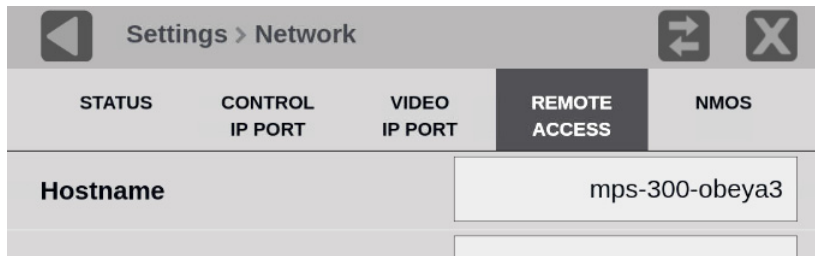 Settings > Network
STATUS
CONTROL
IP PORT
VIDEO
IP PORT
REMOTE
ACCESS
NMOS
Hostname
mps-300-obeya3